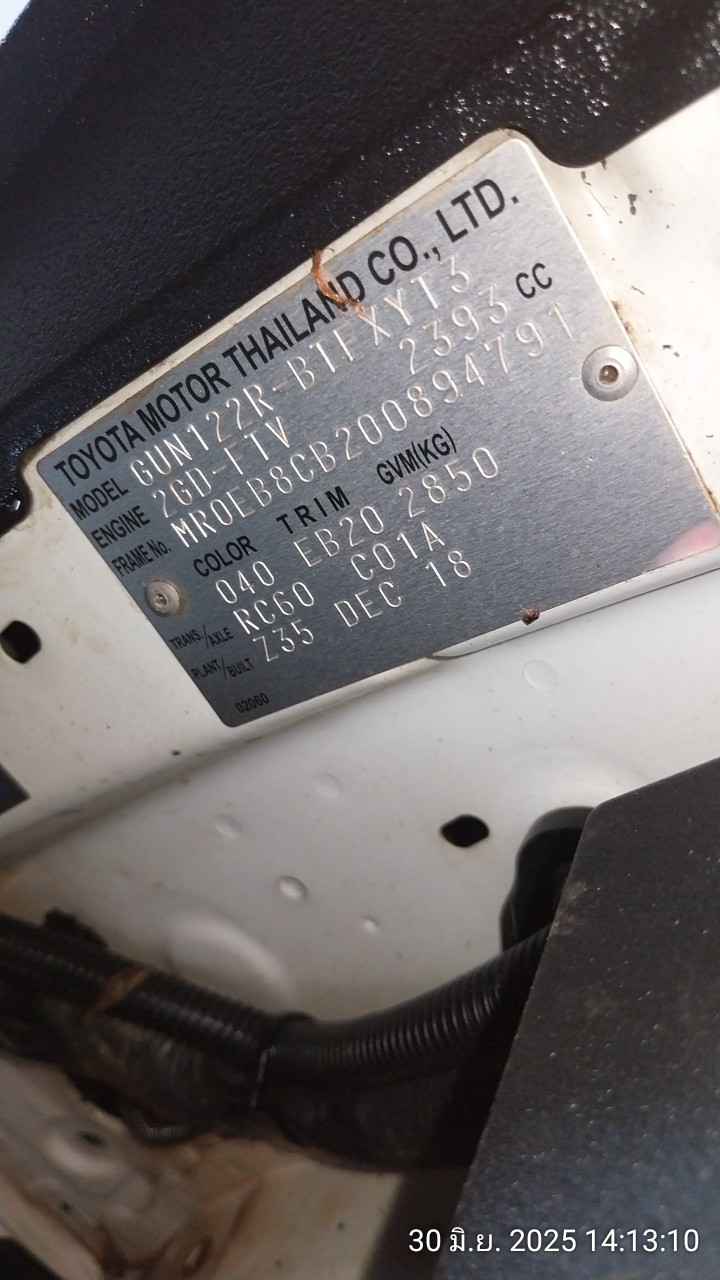 TOYOTA MOTOR THAILAND CO., LTD.
MODEL GUN122R-BTFXYT3
ENGINE 2GD-FTV 2393 CC
FRAME No. MR0EB8CB200894791
COLOR TRIM GVM(KG)
040 EB20 2850
TRANS./AXLE RC60 C01A
PLANT/BUILT Z35 DEC 18
02060
30 มิ.ย. 2025 14:13:10